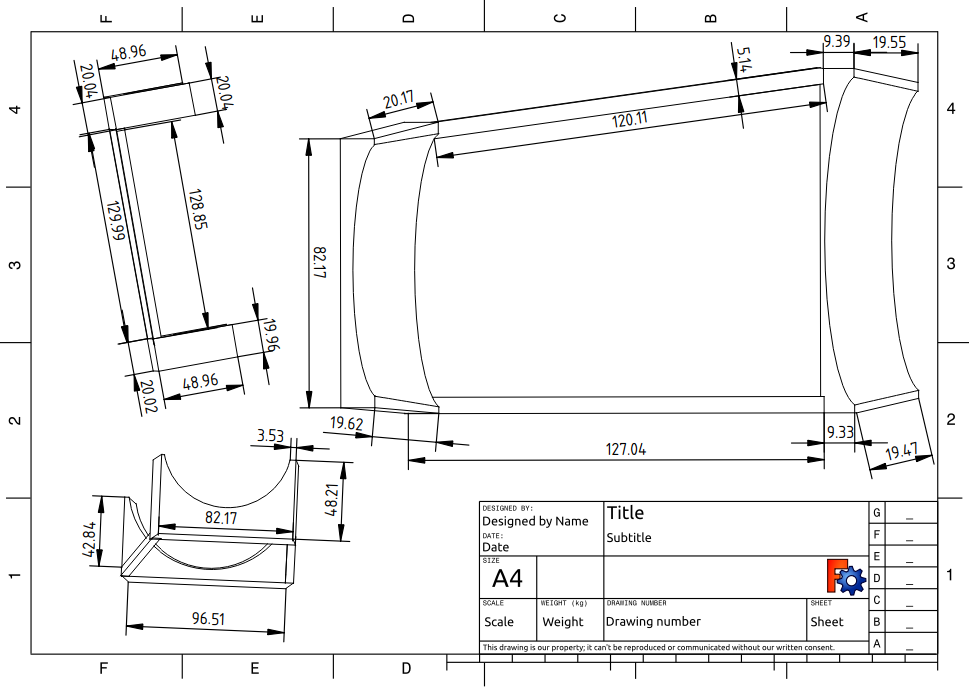 F E D C B A
9.39 19.55
48.96
5.14
20.04 20.04
4 4
20.17
120.11
128.85
129.99
82.17
3 3
19.96
48.96
20.02
2 2
19.62
9.33
3.53
127.04
19.47
48.21
82.17
42.84
96.51
1 1
DESIGNED BY:
Designed by Name
DATE:
Date
SIZE
A4
Title
Subtitle
SCALE
Scale
WEIGHT (kg)
Weight
DRAWING NUMBER
Drawing number
SHEET
Sheet
G _
F _
E _
D _
C _
B _
A _
This drawing is our property; it can't be reproduced or communicated without our written consent.
F E D